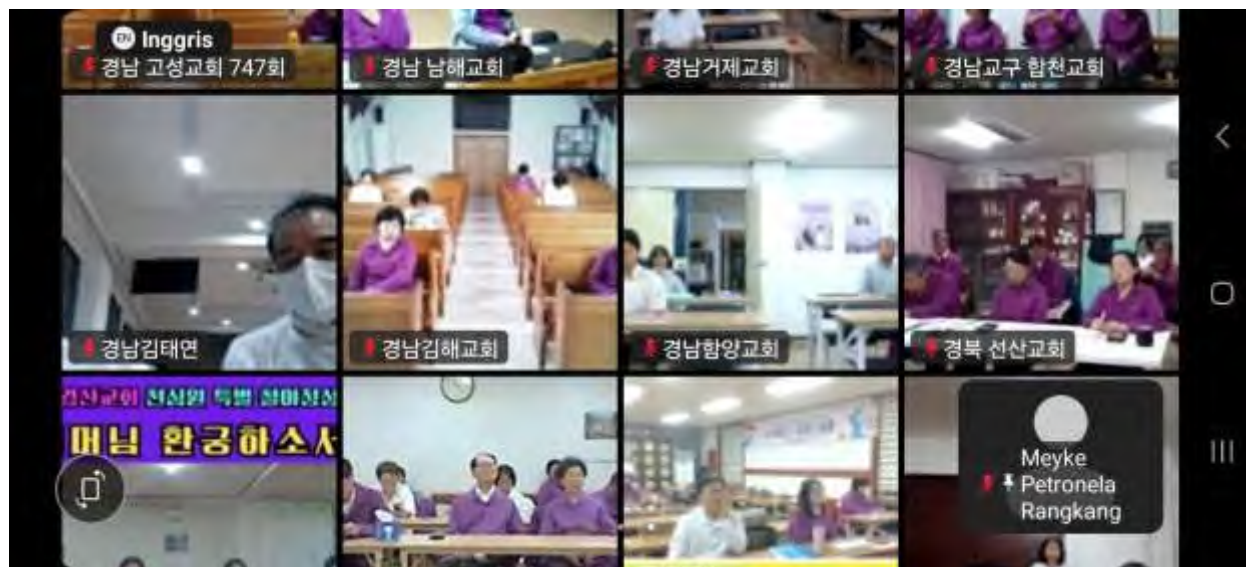 EN Inggris
경남 고성교회 747회
경남 남해교회
경남거제교회
경남교구 합천교회
경남김태연
경남김해교회
경남함양교회
경북 선산교회
특별
머님 환궁하소서
Meyke
Petronela
Rangkang